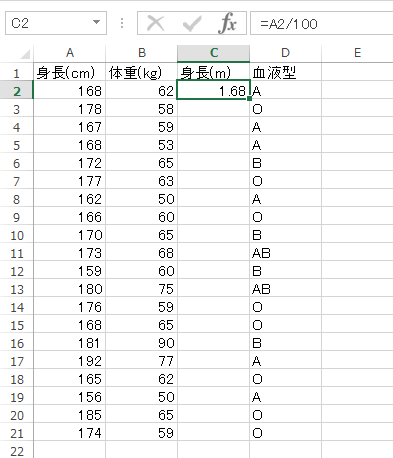 C2 =A2/100
A B C D E
1 身長(cm) 体重(kg) 身長(m) 血液型
2 168 62 1.68 A
3 178 58 O
4 167 59 A
5 168 53 A
6 172 65 B
7 177 63 O
8 162 50 A
9 166 60 O
10 170 65 B
11 173 68 AB
12 159 60 B
13 180 75 AB
14 176 59 O
15 168 65 O
16 181 90 B
17 192 77 A
18 165 62 O
19 156 50 A
20 185 65 O
21 174 59 O
22